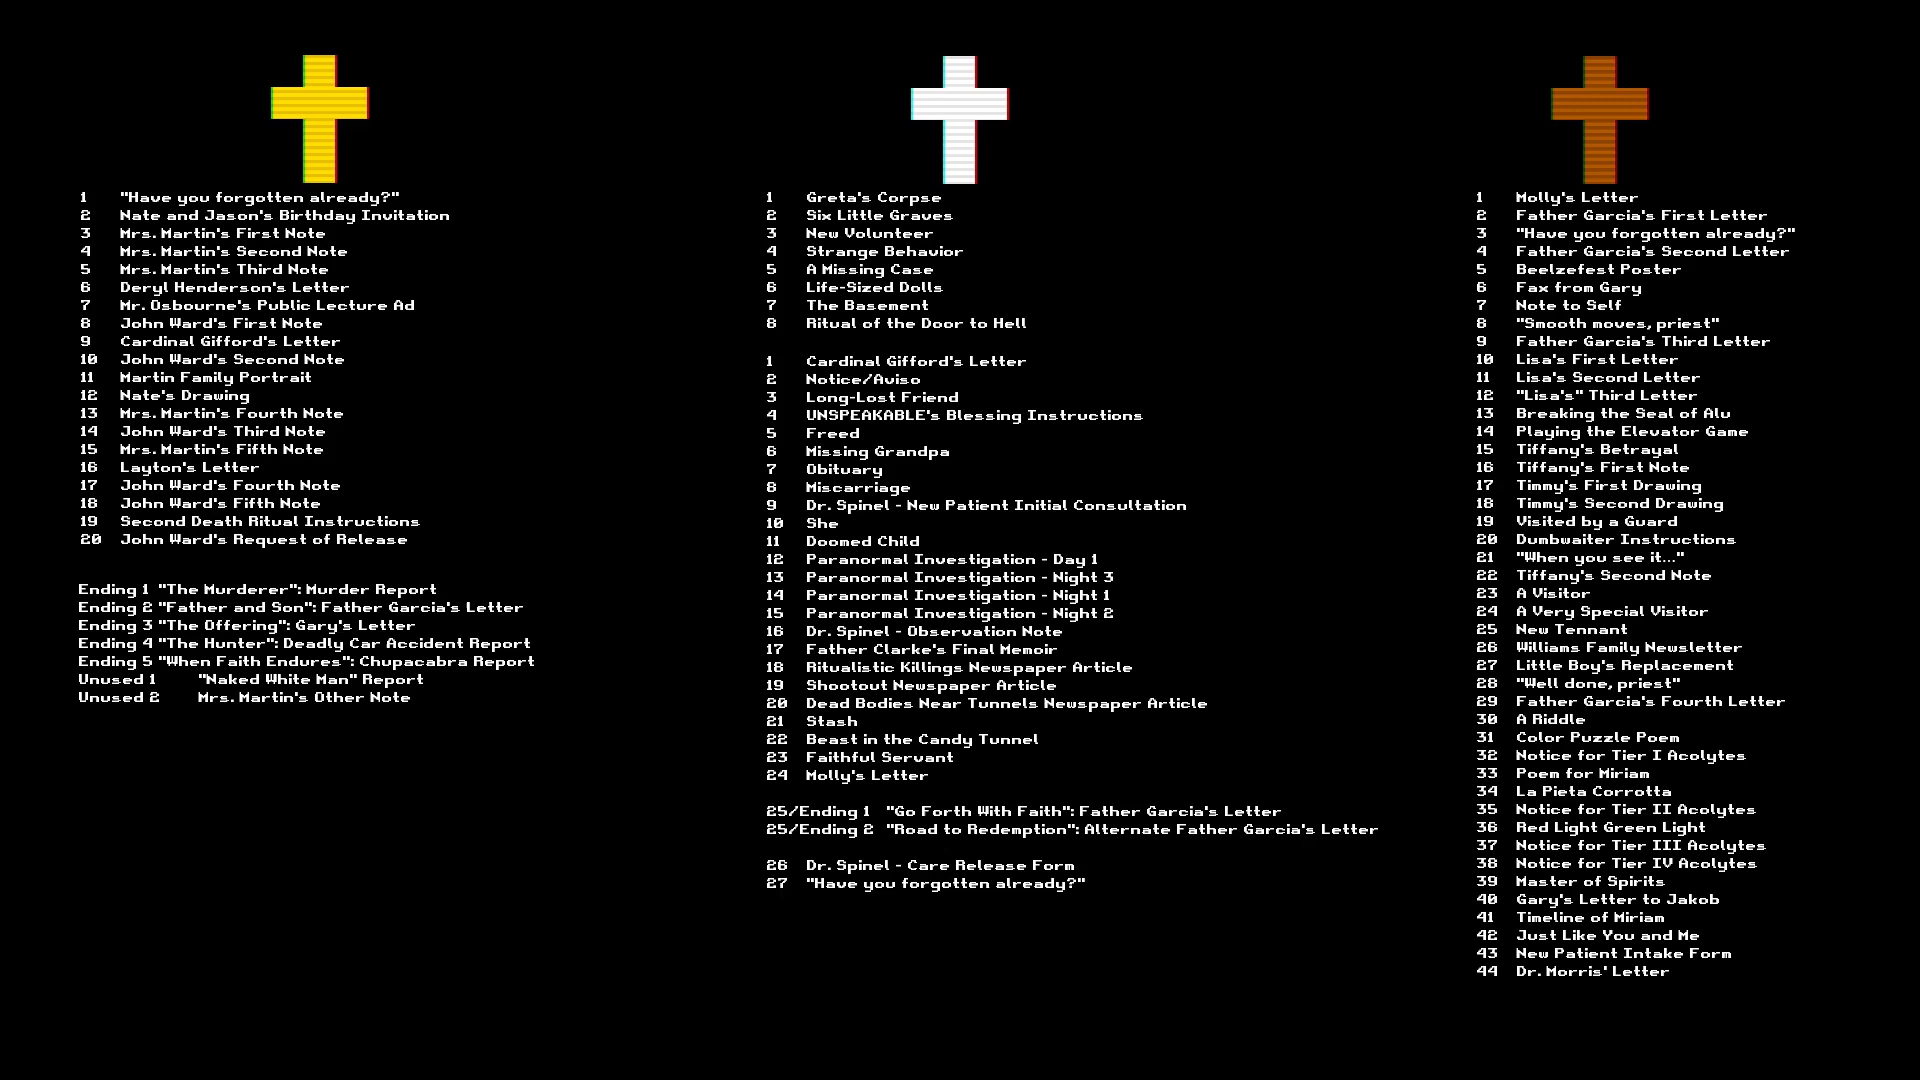 1 "Have you forgotten already?"
2 Nate and Jason's Birthday Invitation
3 Mrs. Martin's First Note
4 Mrs. Martin's Second Note
5 Mrs. Martin's Third Note
6 Deryl Henderson's Letter
7 Mr. Osbourne's Public Lecture Ad
8 John Ward's First Note
9 Cardinal Gifford's Letter
10 John Ward's Second Note
11 Martin Family Portrait
12 Nate's Drawing
13 Mrs. Martin's Fourth Note
14 John Ward's Third Note
15 Mrs. Martin's Fifth Note
16 Layton's Letter
17 John Ward's Fourth Note
18 John Ward's Fifth Note
19 Second Death Ritual Instructions
20 John Ward's Request of Release
Ending 1 "The Murderer": Murder Report
Ending 2 "Father and Son": Father Garcia's Letter
Ending 3 "The Offering": Gary's Letter
Ending 4 "The Hunter": Deadly Car Accident Report
Ending 5 "When Faith Endures": Chupacabra Report
Unused 1 "Naked White Man" Report
Unused 2 Mrs. Martin's Other Note
1 Greta's Corpse
2 Six Little Graves
3 New Volunteer
4 Strange Behavior
5 A Missing Case
6 Life-Sized Dolls
7 The Basement
8 Ritual of the Door to Hell
1 Cardinal Gifford's Letter
2 Notice/Aviso
3 Long-Lost Friend
4 UNSPEAKABLE's Blessing Instructions
5 Freed
6 Missing Grandpa
7 Obituary
8 Miscarriage
9 Dr. Spinel - New Patient Initial Consultation
10 She
11 Doomed Child
12 Paranormal Investigation - Day 1
13 Paranormal Investigation - Night 3
14 Paranormal Investigation - Night 1
15 Paranormal Investigation - Night 2
16 Dr. Spinel - Observation Note
17 Father Clarke's Final Memoir
18 Ritualistic Killings Newspaper Article
19 Shootout Newspaper Article
20 Dead Bodies Near Tunnels Newspaper Article
21 Stash
22 Beast in the Candy Tunnel
23 Faithful Servant
24 Molly's Letter
25/Ending 1 "Go Forth With Faith": Father Garcia's Letter
25/Ending 2 "Road to Redemption": Alternate Father Garcia's Letter
26 Dr. Spinel - Care Release Form
27 "Have you forgotten already?"
1 Molly's Letter
2 Father Garcia's First Letter
3 "Have you forgotten already?"
4 Father Garcia's Second Letter
5 Beelzefest Poster
6 Fax from Gary
7 Note to Self
8 "Smooth moves, priest"
9 Father Garcia's Third Letter
10 Lisa's First Letter
11 Lisa's Second Letter
12 "Lisa's" Third Letter
13 Breaking the Seal of Alu
14 Playing the Elevator Game
15 Tiffany's Betrayal
16 Tiffany's First Note
17 Timmy's First Drawing
18 Timmy's Second Drawing
19 Visited by a Guard
20 Dumbwaiter Instructions
21 "When you see it..."
22 Tiffany's Second Note
23 A Visitor
24 A Very Special Visitor
25 New Tennant
26 Williams Family Newsletter
27 Little Boy's Replacement
28 "Well done, priest"
29 Father Garcia's Fourth Letter
30 A Riddle
31 Color Puzzle Poem
32 Notice for Tier I Acolytes
33 Poem for Miriam
34 La Pieta Corrotta
35 Notice for Tier II Acolytes
36 Red Light Green Light
37 Notice for Tier III Acolytes
38 Notice for Tier IV Acolytes
39 Master of Spirits
40 Gary's Letter to Jakob
41 Timeline of Miriam
42 Just Like You and Me
43 New Patient Intake Form
44 Dr. Morris' Letter